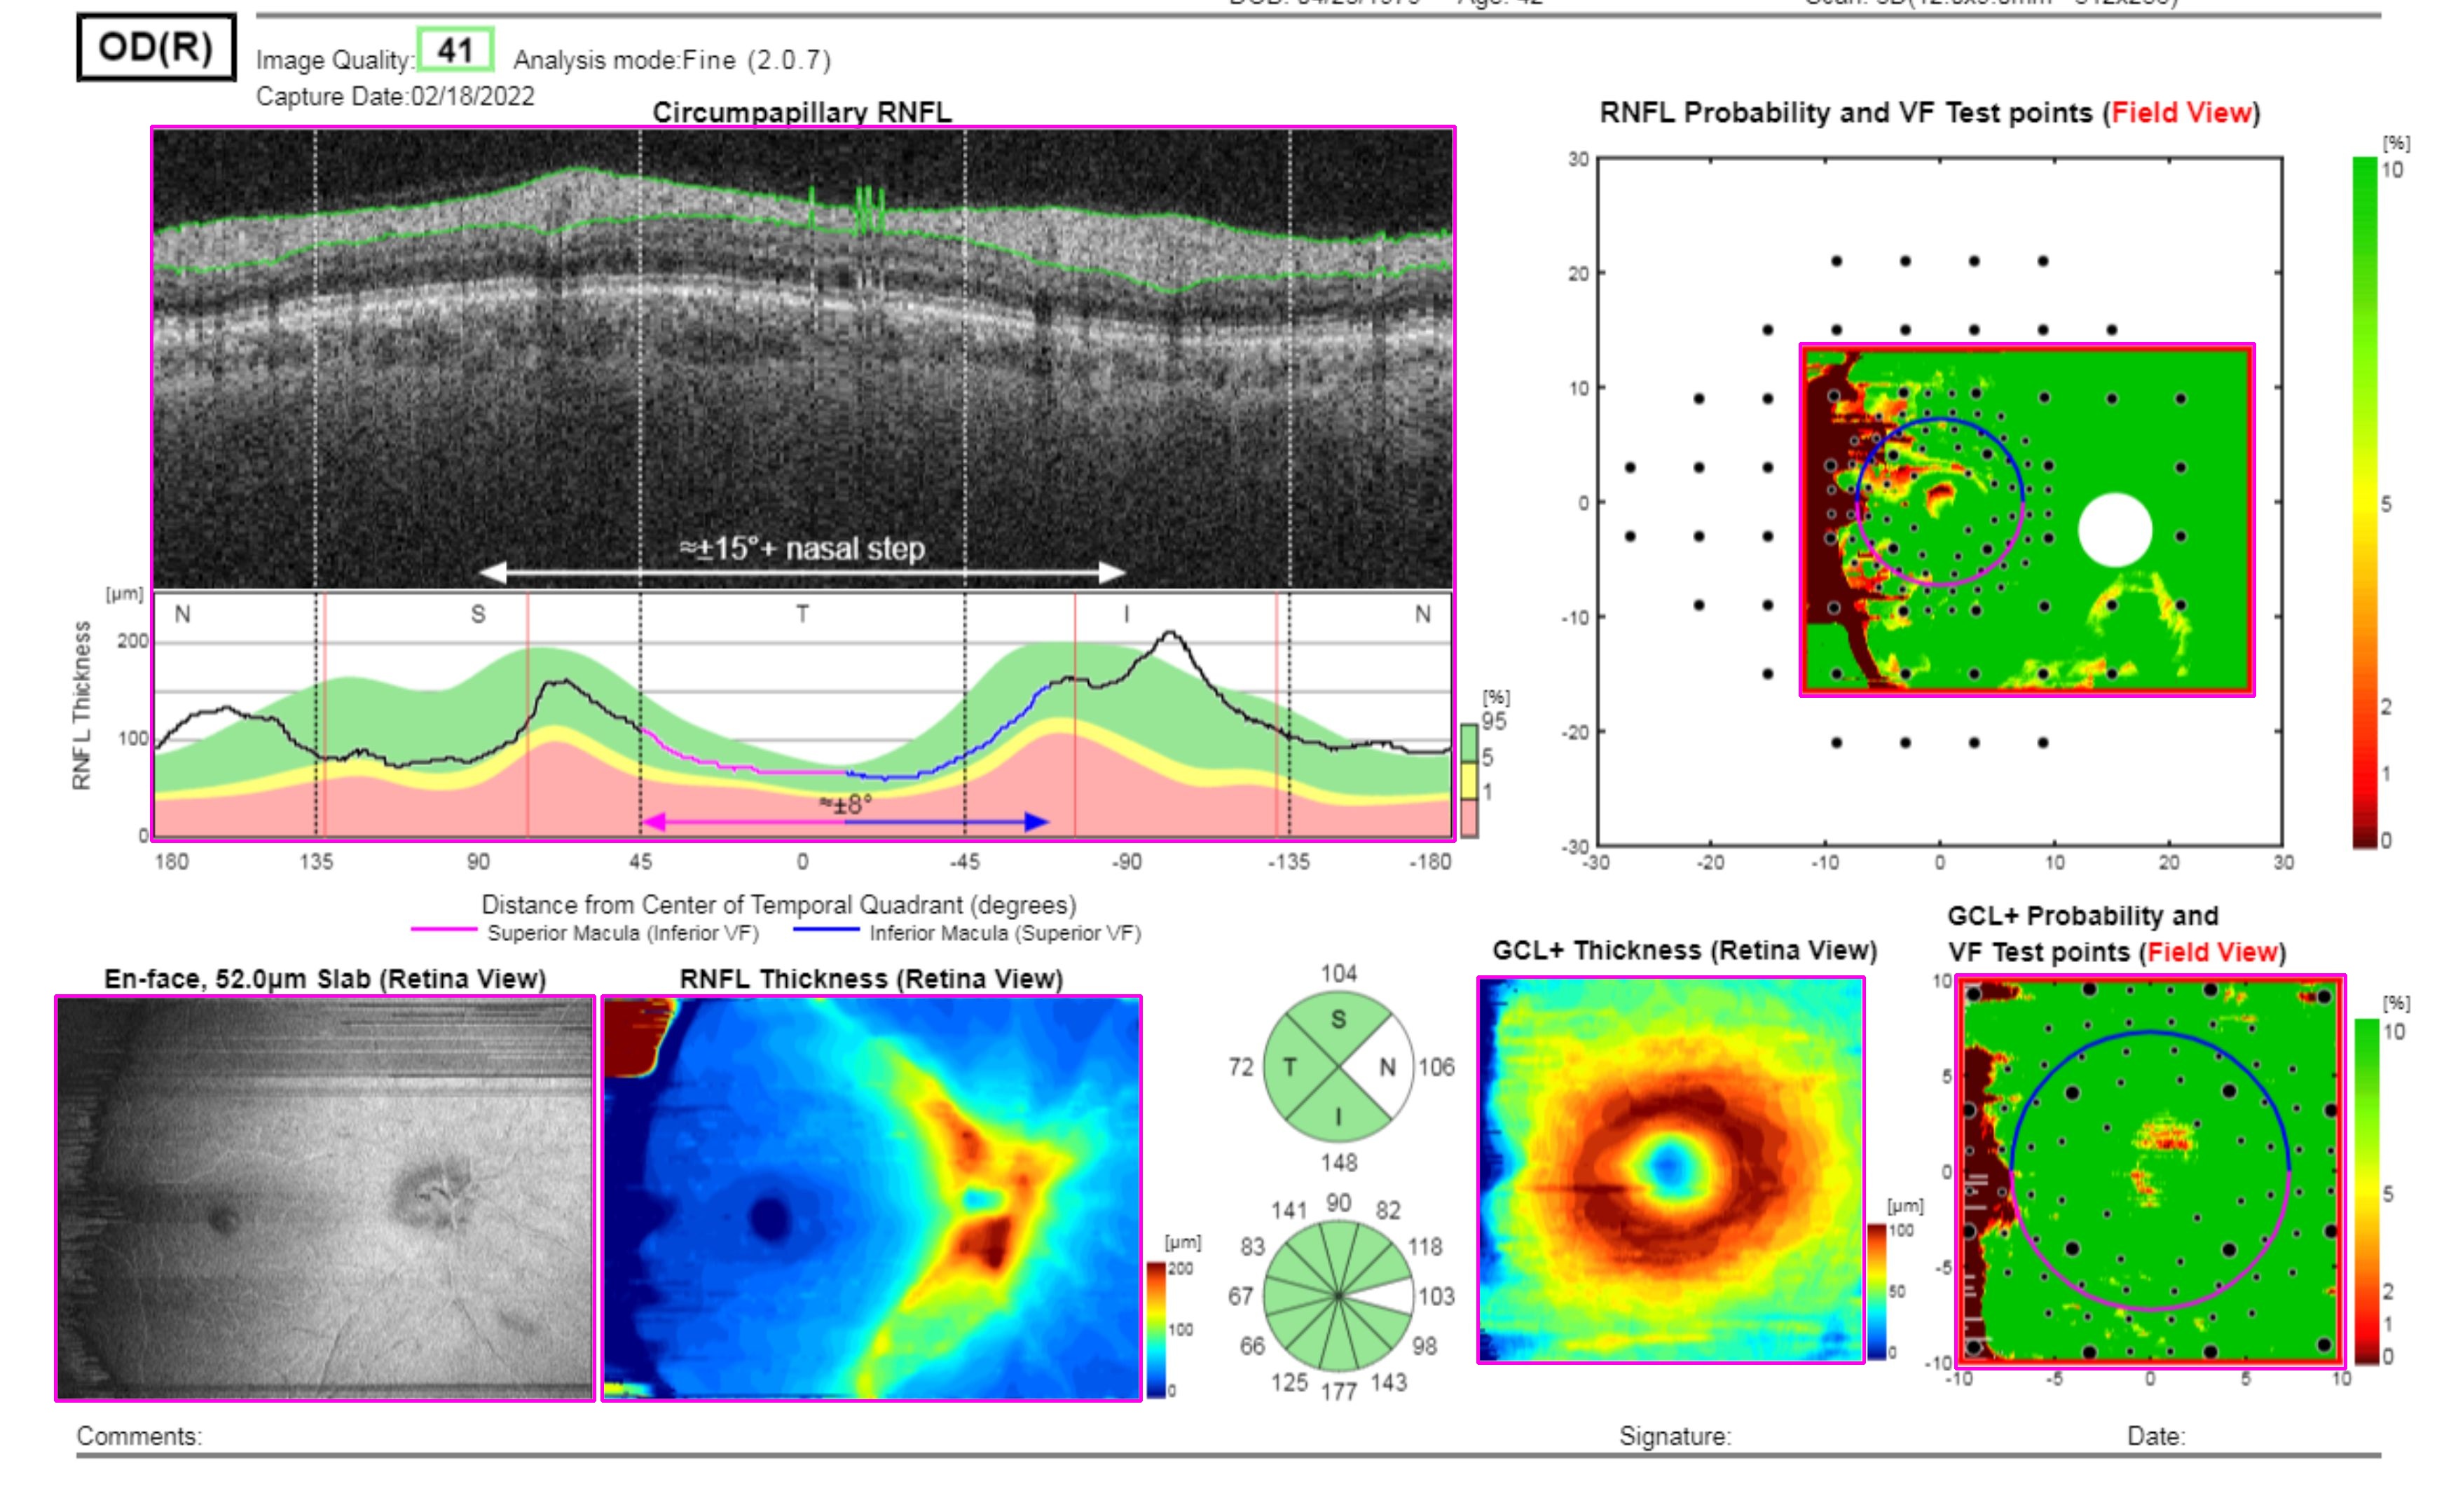 OD(R)
Image Quality: 41 Analysis mode:Fine (2.0.7)
Capture Date:02/18/2022
Circumpapillary RNFL
RNFL Probability and VF Test points (Field View)
[%]
10
5
2
1
0
30
20
10
0
-10
-20
-30
-30 -20 -10 0 10 20 30
≈±15°+ nasal step
[µm]
N S T I N
RNFL Thickness
200
100
0
≈±8°
[%]
95
5
1
180 135 90 45 0 -45 -90 -135 -180
Distance from Center of Temporal Quadrant (degrees)
Superior Macula (Inferior VF) Inferior Macula (Superior VF)
En-face, 52.0µm Slab (Retina View)
RNFL Thickness (Retina View)
[µm]
200
100
0
104
S
72 T N 106
I
148
90
141 82
83 118
67 103
66 98
125 143
177
GCL+ Thickness (Retina View)
[µm]
100
50
0
GCL+ Probability and
VF Test points (Field View)
10
5
0
-5
-10
-10 -5 0 5 10
[%]
10
5
2
1
0
Comments:
Signature:
Date: